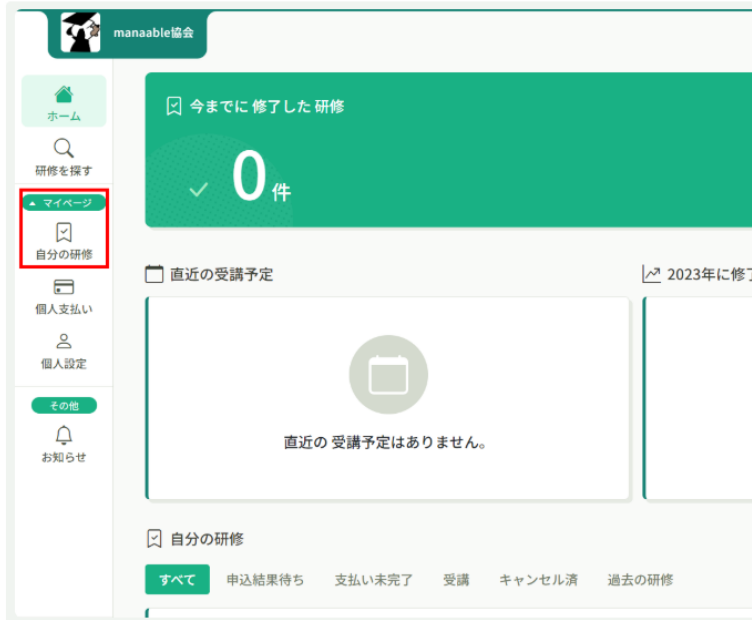 manaable協会
ホーム
研修を探す
マイページ
自分の研修
個人支払い
個人設定
その他
お知らせ
今までに 修了した 研修
0 件
直近の受講予定
2023年に修
直近の 受講予定はありません。
自分の研修
すべて 申込結果待ち 支払い未完了 受講 キャンセル済 過去の研修